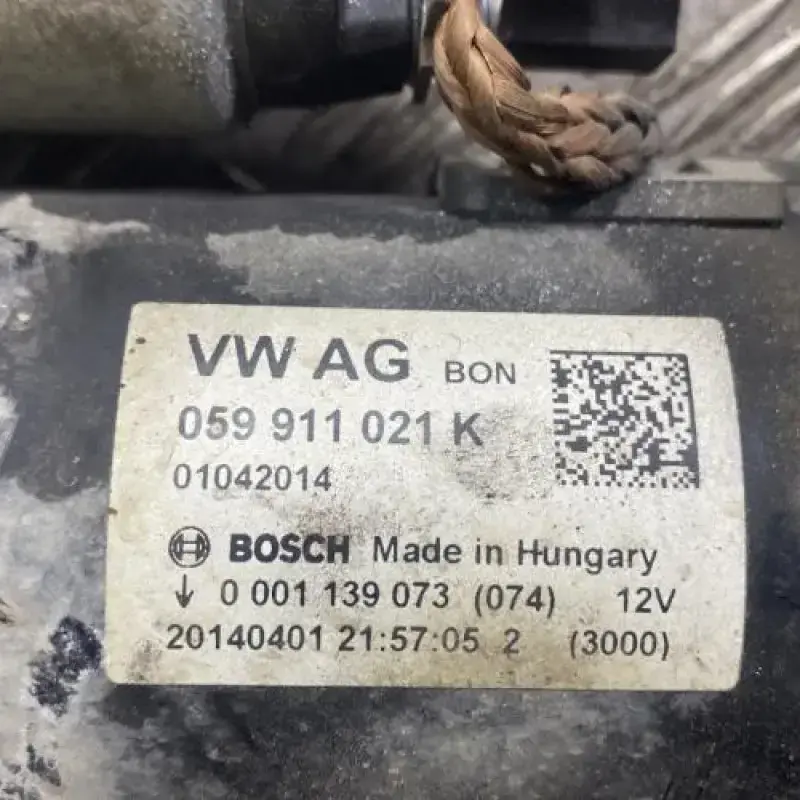 VW AG BON
059 911 021 K
01042014
BOSCH Made in Hungary
↓ 0 001 139 073 (074) 12V
20140401 21:57:05 2 (3000)